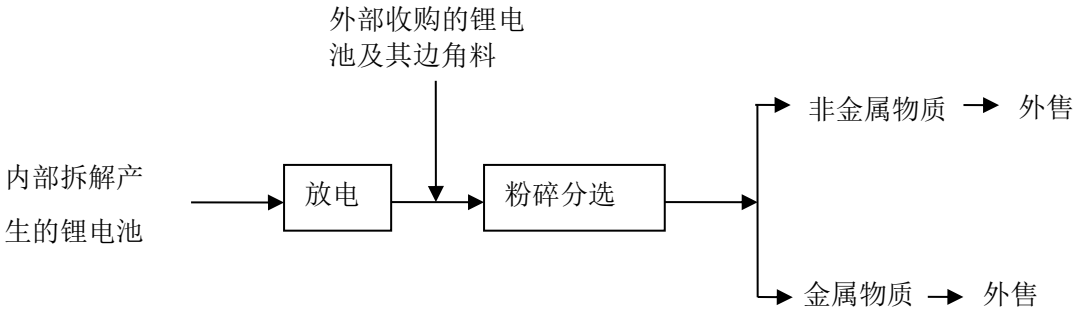 外部收购的锂电
池及其边角料
非金属物质
外售
内部拆解产
生的锂电池
放电
粉碎分选
金属物质
外售